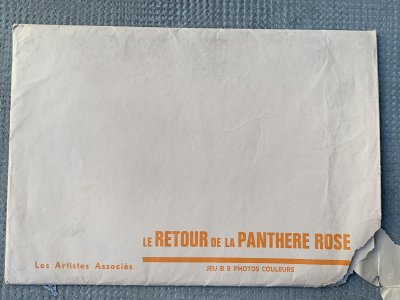 LE RETOUR DE LA PANTHERE ROSE
Les Artistes Associés
JEU B 9 PHOTOS COULEURS